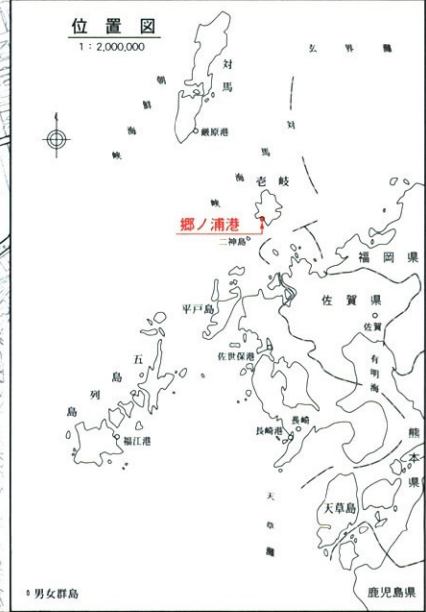 位置図
1：2,000,000
玄界灘
対馬
朝鮮海峡
厳原港
対馬海峡
壱岐
郷ノ浦港
二神島
福岡県
平戸島
佐賀県
佐賀
佐世保港
有明海
五島列島
長崎
長崎港
福江港
熊本県
天草島
天草灘
男女群島
鹿児島県